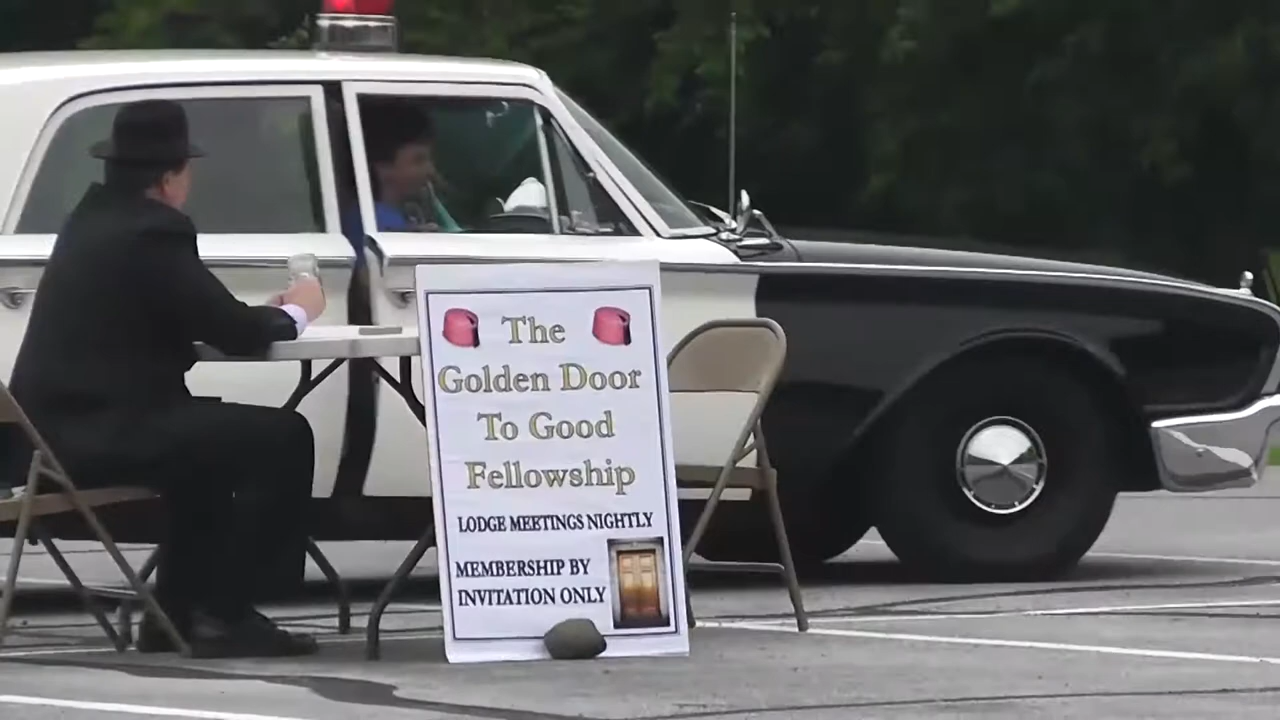 The
Golden Door
To Good
Fellowship
LODGE MEETINGS NIGHTLY
MEMBERSHIP BY
INVITATION ONLY